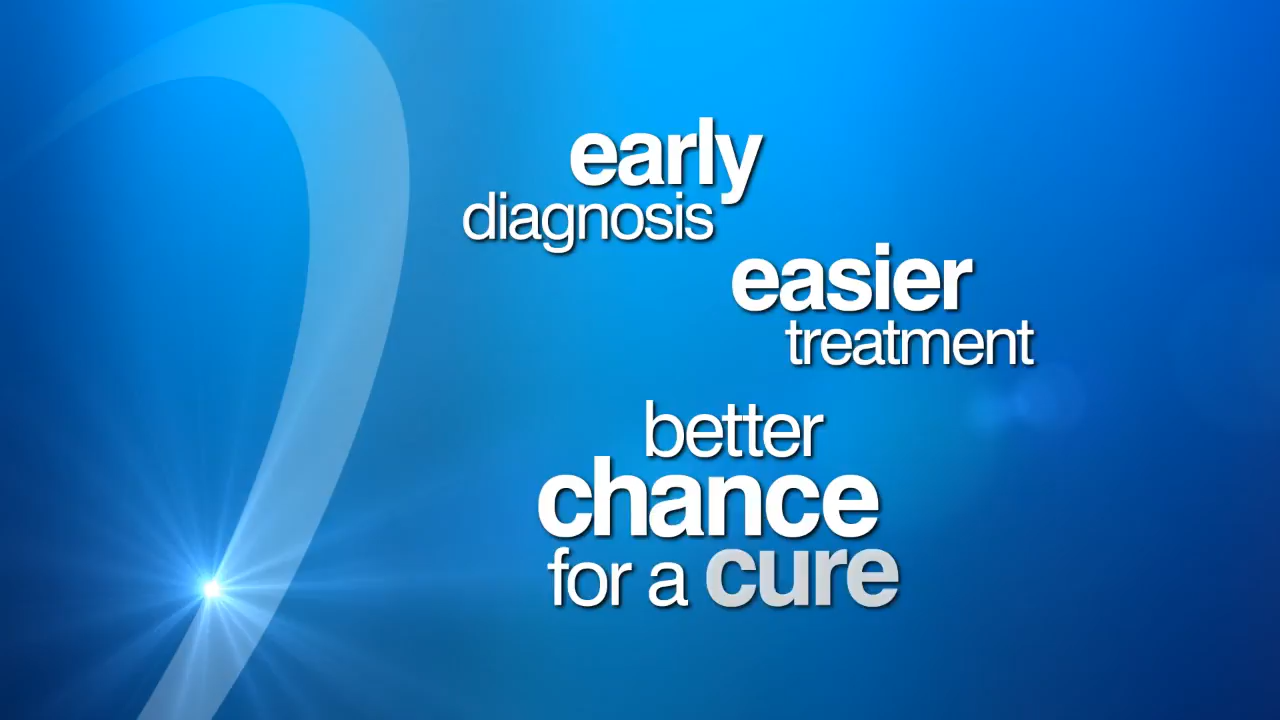 early
diagnosis
easier
treatment
better
chance
for a cure